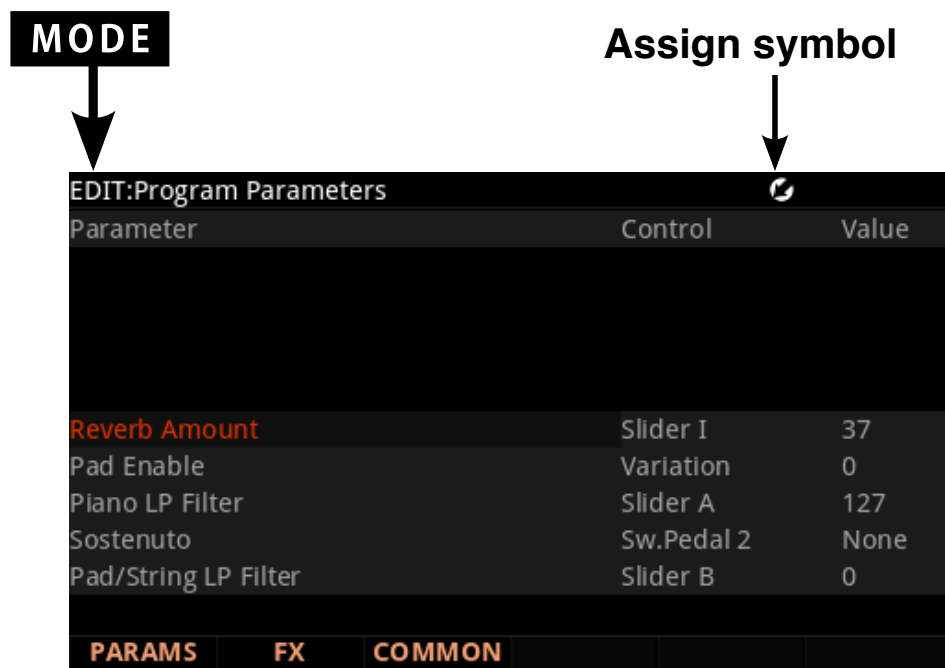 MODE
Assign symbol
EDIT:Program Parameters
Parameter Control Value
Reverb Amount Slider I 37
Pad Enable Variation 0
Piano LP Filter Slider A 127
Sostenuto Sw.Pedal 2 None
Pad/String LP Filter Slider B 0
PARAMS FX COMMON